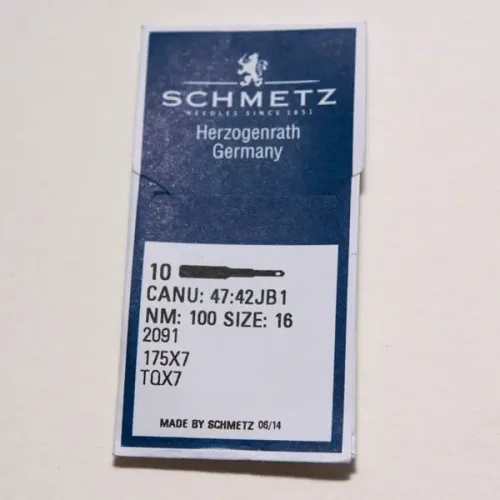 SCHMETZ
NEEDLES SINCE 1851
Herzogenrath
Germany
10
CANU: 47:42JB1
NM: 100 SIZE: 16
2091
175X7
TQX7
MADE BY SCHMETZ 06/14